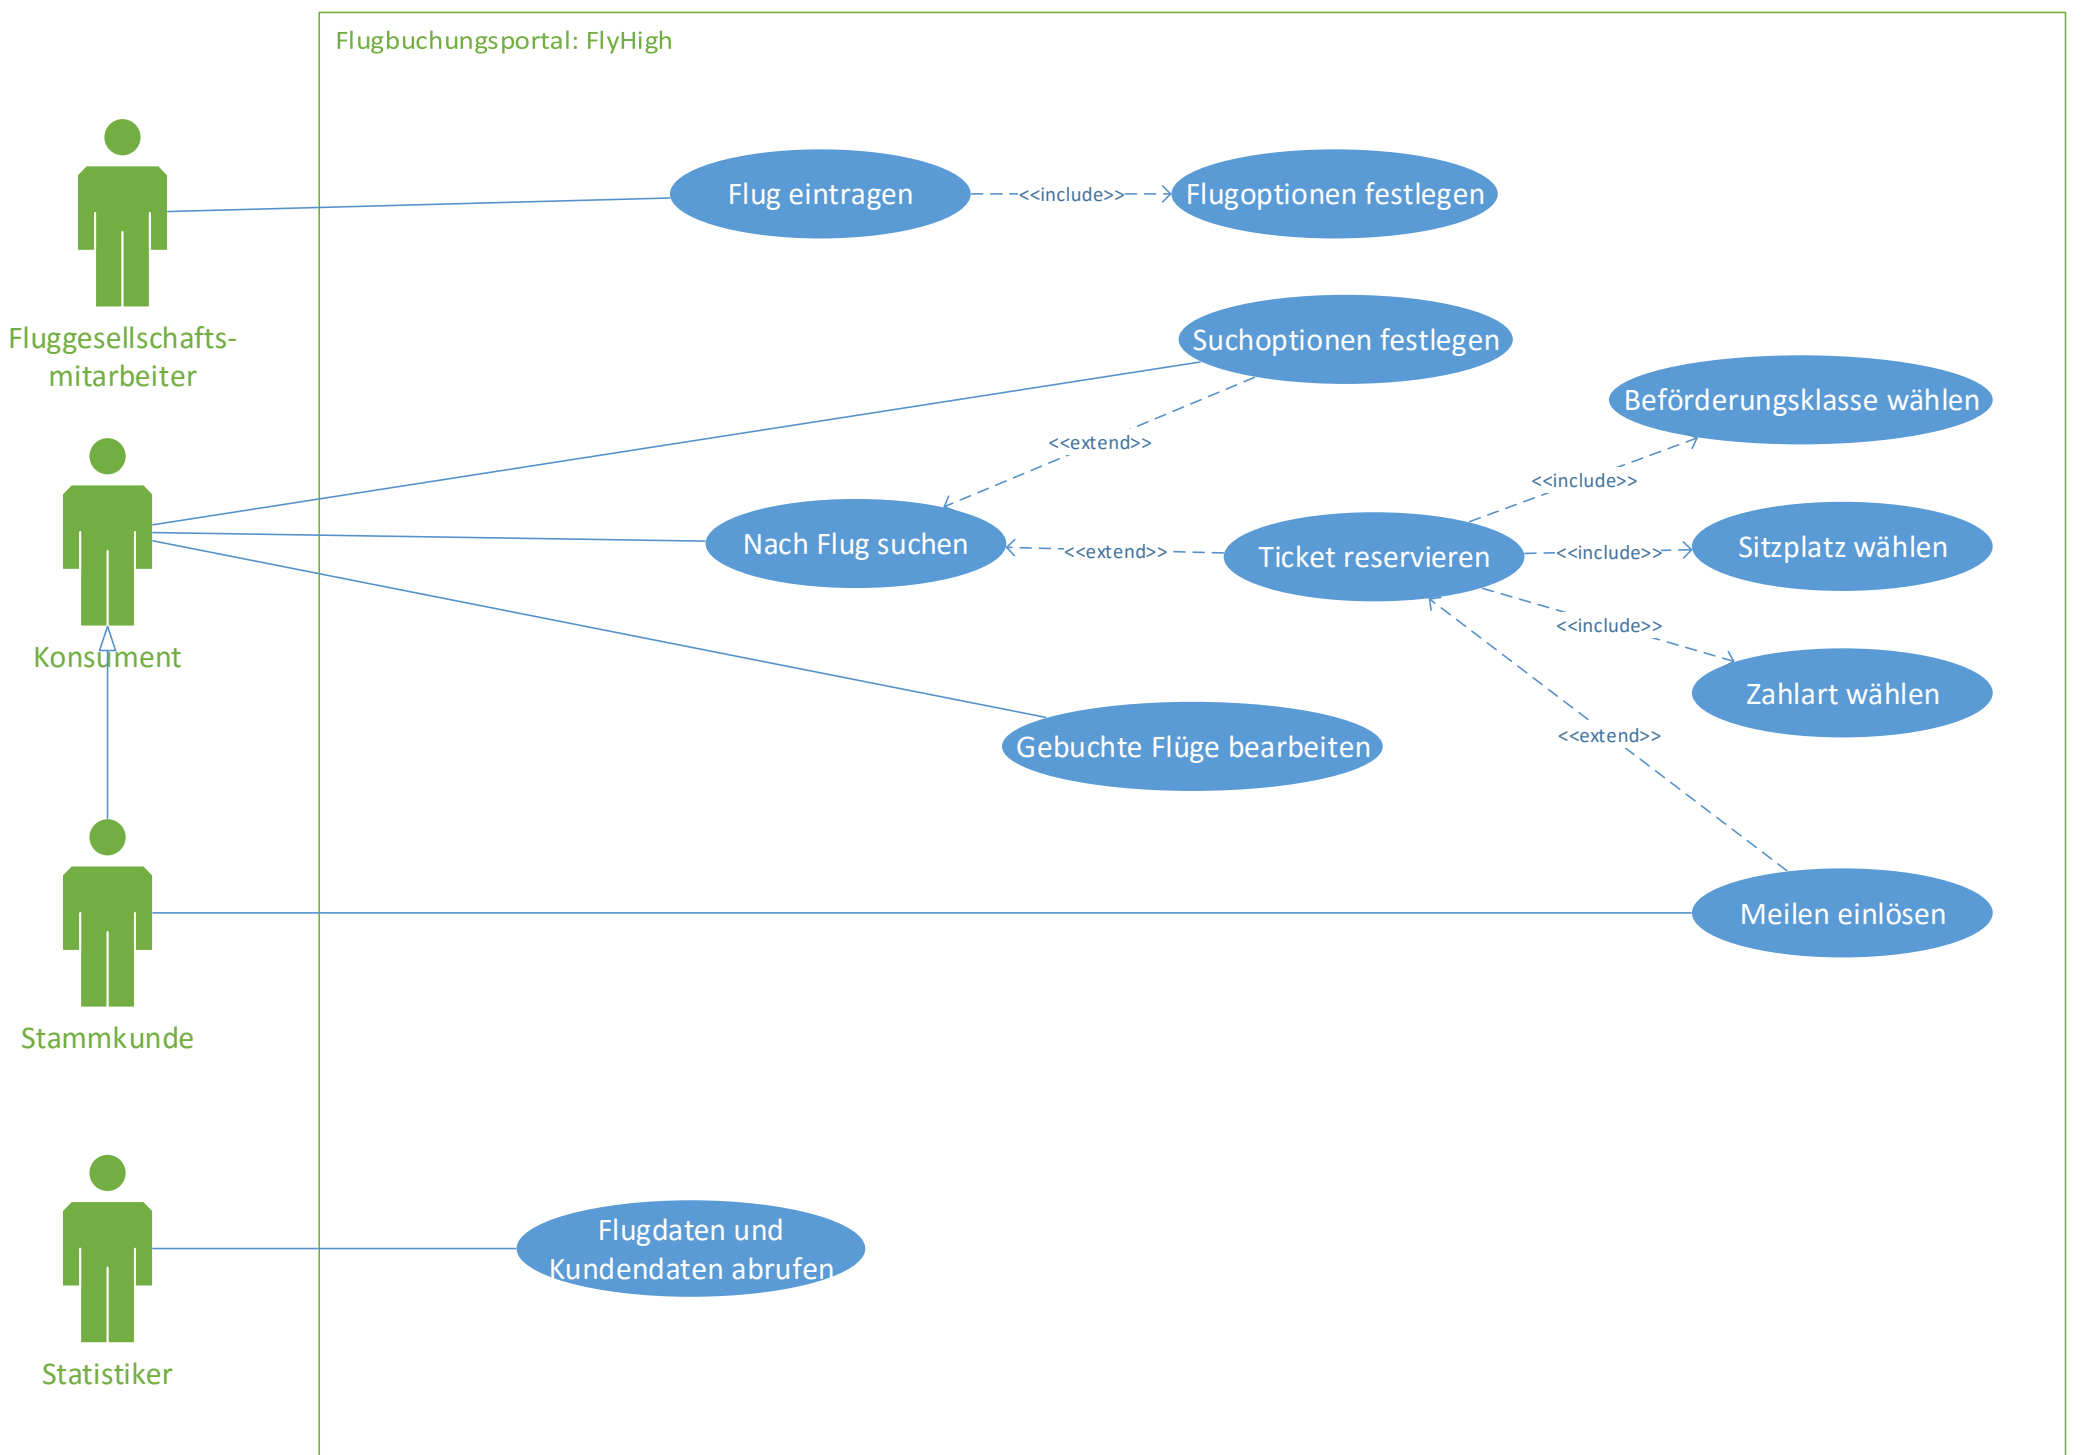 Flugbuchungsportal: FlyHigh
Flug eintragen
<<include>>
Flugoptionen festlegen
Fluggesellschafts-
mitarbeiter
Suchoptionen festlegen
Beförderungsklasse wählen
<<extend>>
<<include>>
Nach Flug suchen
<<extend>>
Ticket reservieren
<<include>>
Sitzplatz wählen
<<include>>
Konsument
Zahlart wählen
<<extend>>
Gebuchte Flüge bearbeiten
Meilen einlösen
Stammkunde
Flugdaten und
Kundendaten abrufen
Statistiker